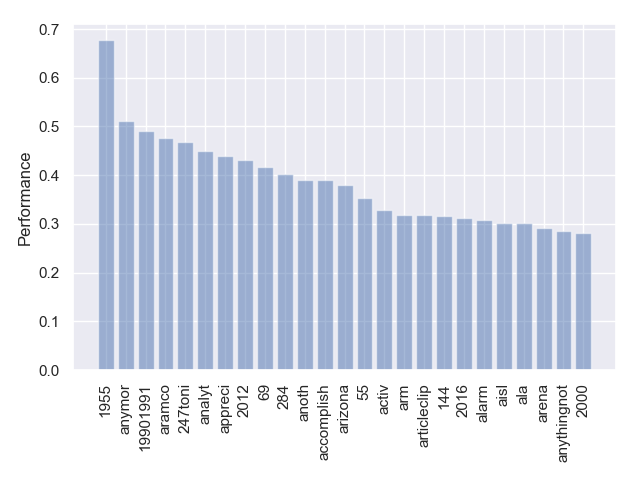 0.7
0.6
0.5
0.4
0.3
0.2
0.1
0.0
Performance
1955
anymor
19901991
aramco
247toni
analyt
appreci
2012
69
284
anoth
accomplish
arizona
55
activ
arm
articleclip
144
2016
alarm
aisl
ala
arena
anythingnot
2000